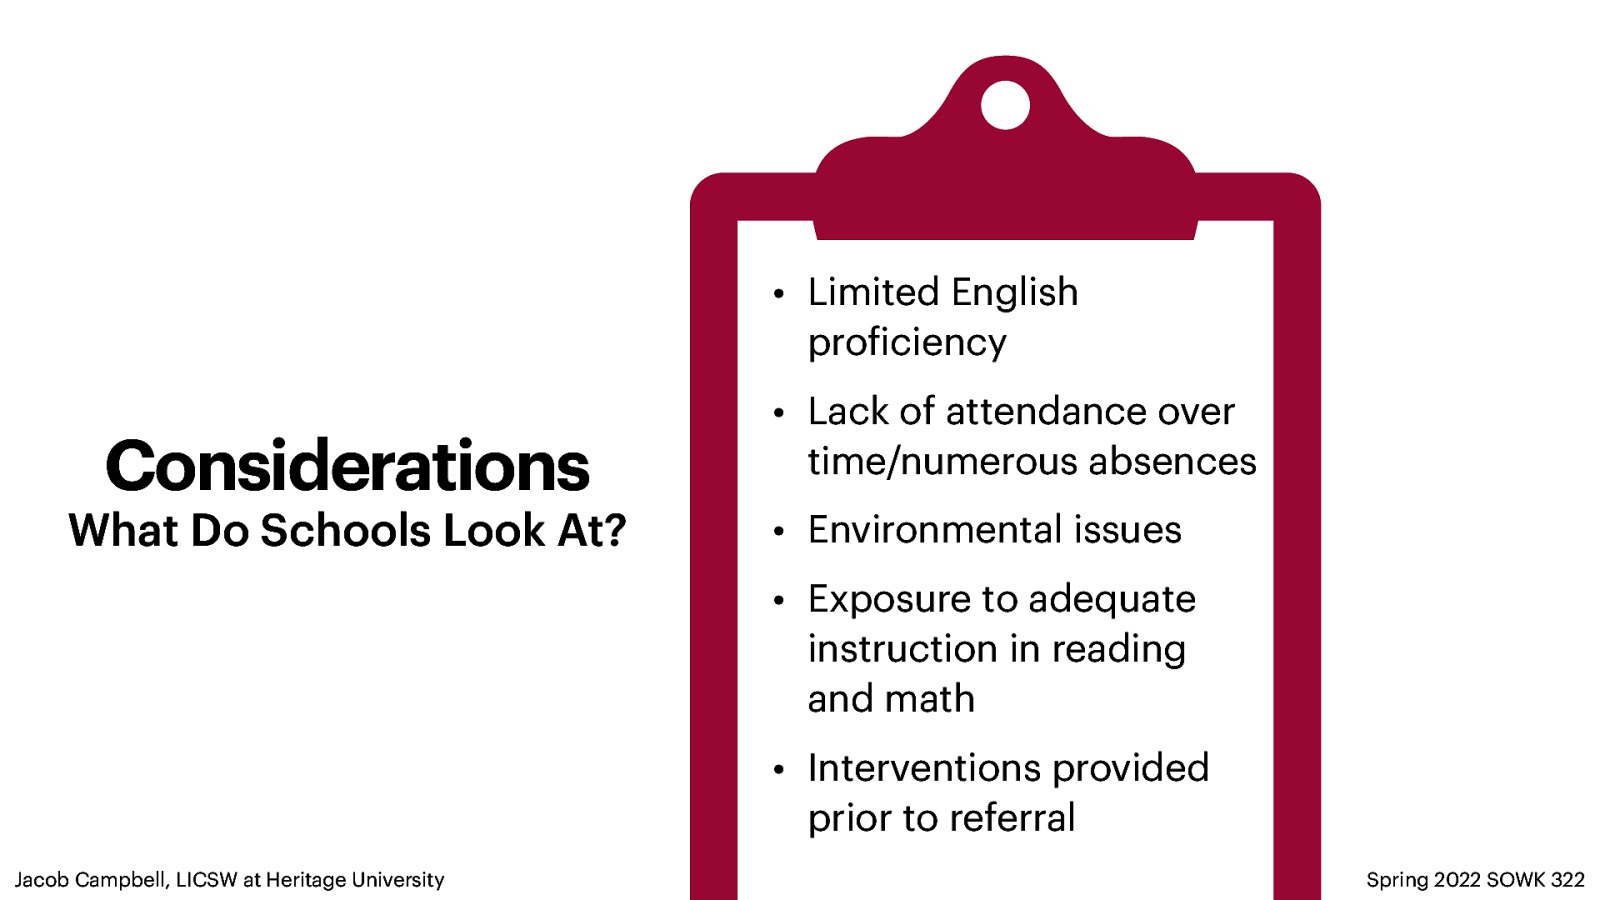 Considerations
What Do Schools Look At?
• Limited English
proficiency
• Lack of attendance over
time/numerous absences
• Environmental issues
• Exposure to adequate
instruction in reading
and math
• Interventions provided
prior to referral
Jacob Campbell, LICSW at Heritage University
Spring 2022 SOWK 322